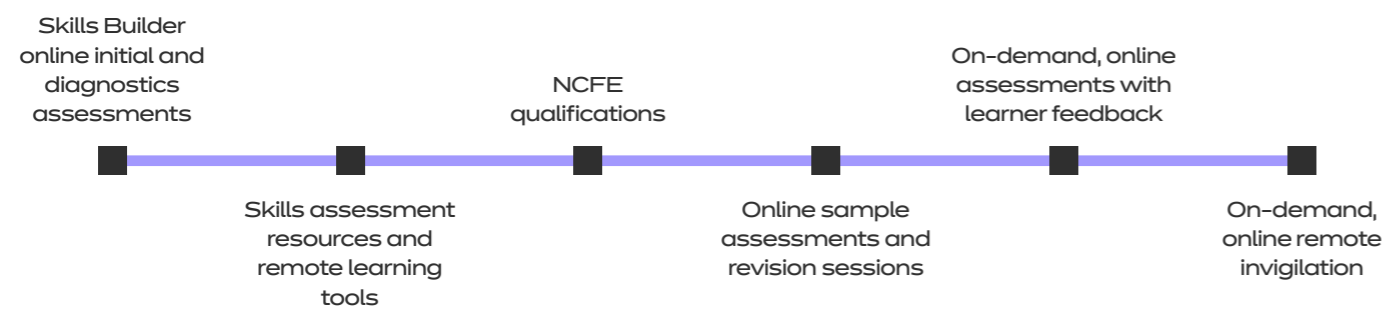 Skills Builder
online initial and
diagnostics
assessments
Skills assessment
resources and
remote learning
tools
NCFE
qualifications
Online sample
assessments and
revision sessions
On-demand, online
assessments with
learner feedback
On-demand,
online remote
invigilation